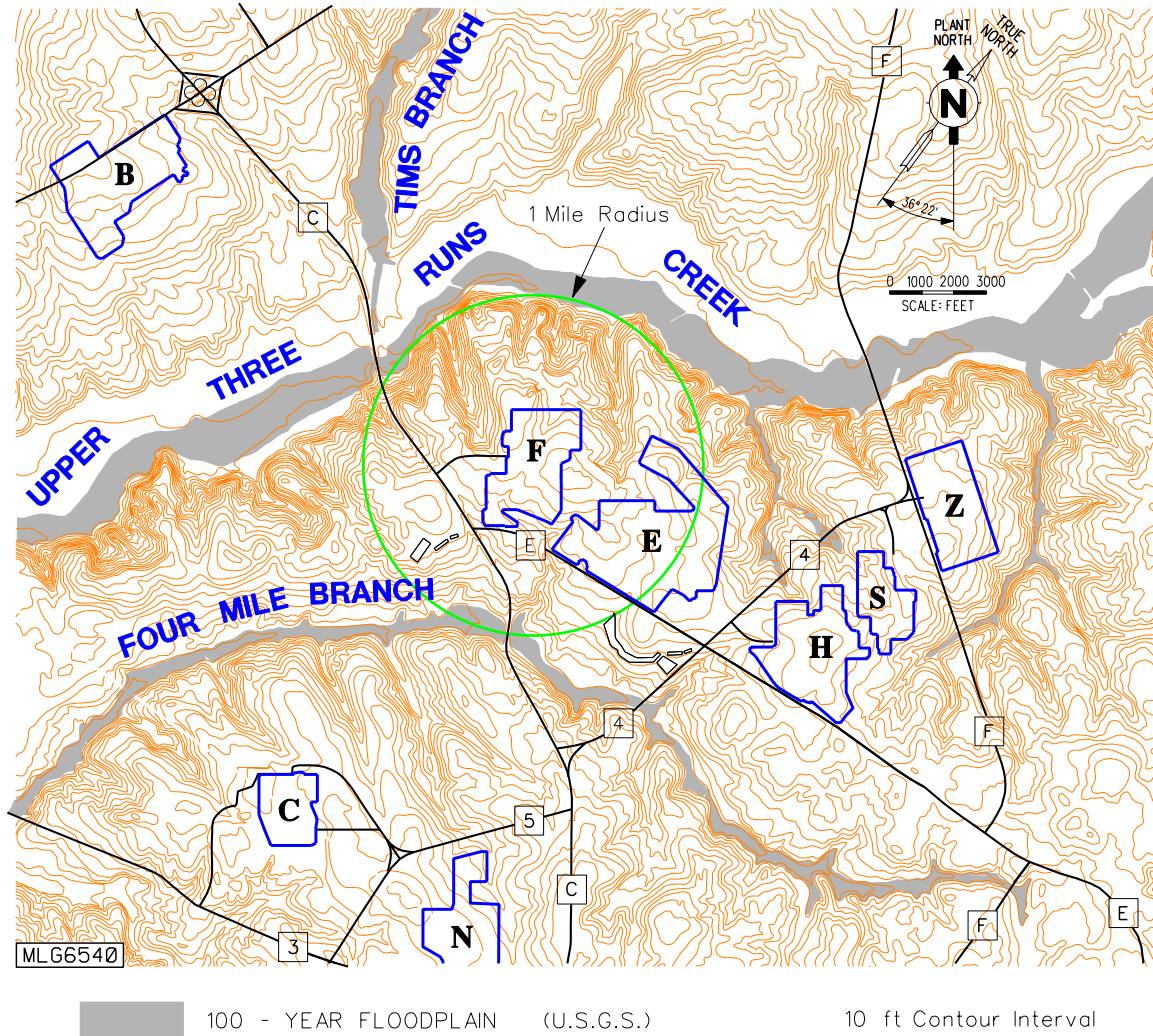 PLANT
NORTH
TRUE
NORTH
F
N
TIMS BRANCH
B
C
36° 22'
1 Mile Radius
RUNS
CREEK
0 1000 2000 3000
SCALE: FEET
THREE
UPPER
F
E
Z
E
4
S
FOUR MILE BRANCH
H
4
F
C
5
C
N
3
F
E
MLG6540
100 - YEAR FLOODPLAIN (U.S.G.S.)
10 ft Contour Interval